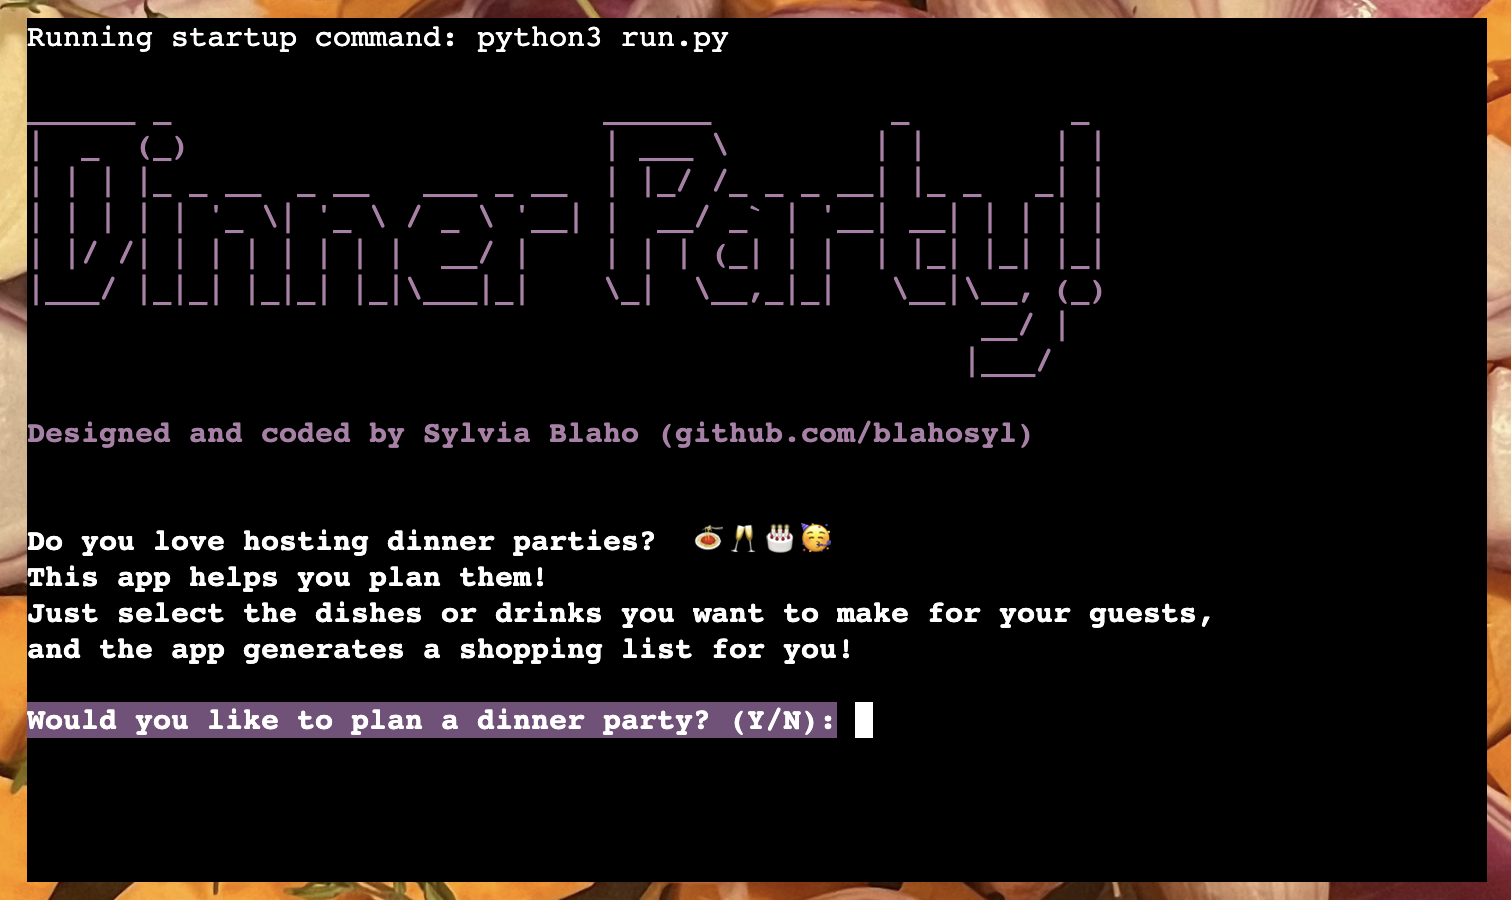 Running startup command: python3 run.py
Dinner Party!
Designed and coded by Sylvia Blaho (github.com/blahosyl)
Do you love hosting dinner parties? 🍝🥂🎂🥳
This app helps you plan them!
Just select the dishes or drinks you want to make for your guests,
and the app generates a shopping list for you!
Would you like to plan a dinner party? (Y/N):